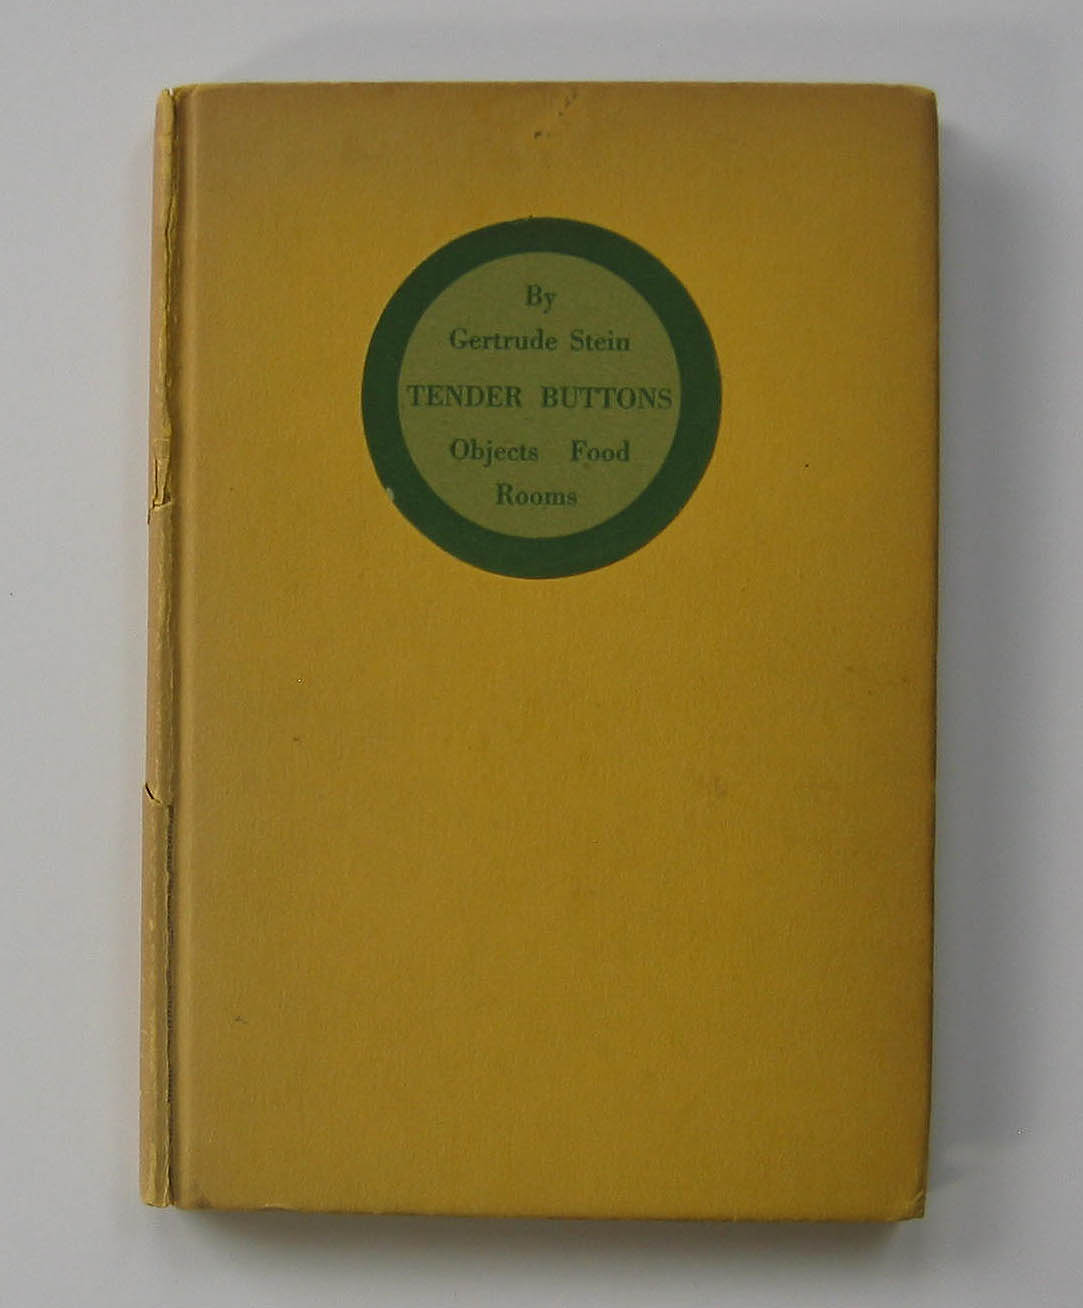 By
Gertrude Stein
TENDER BUTTONS
Objects Food
Rooms